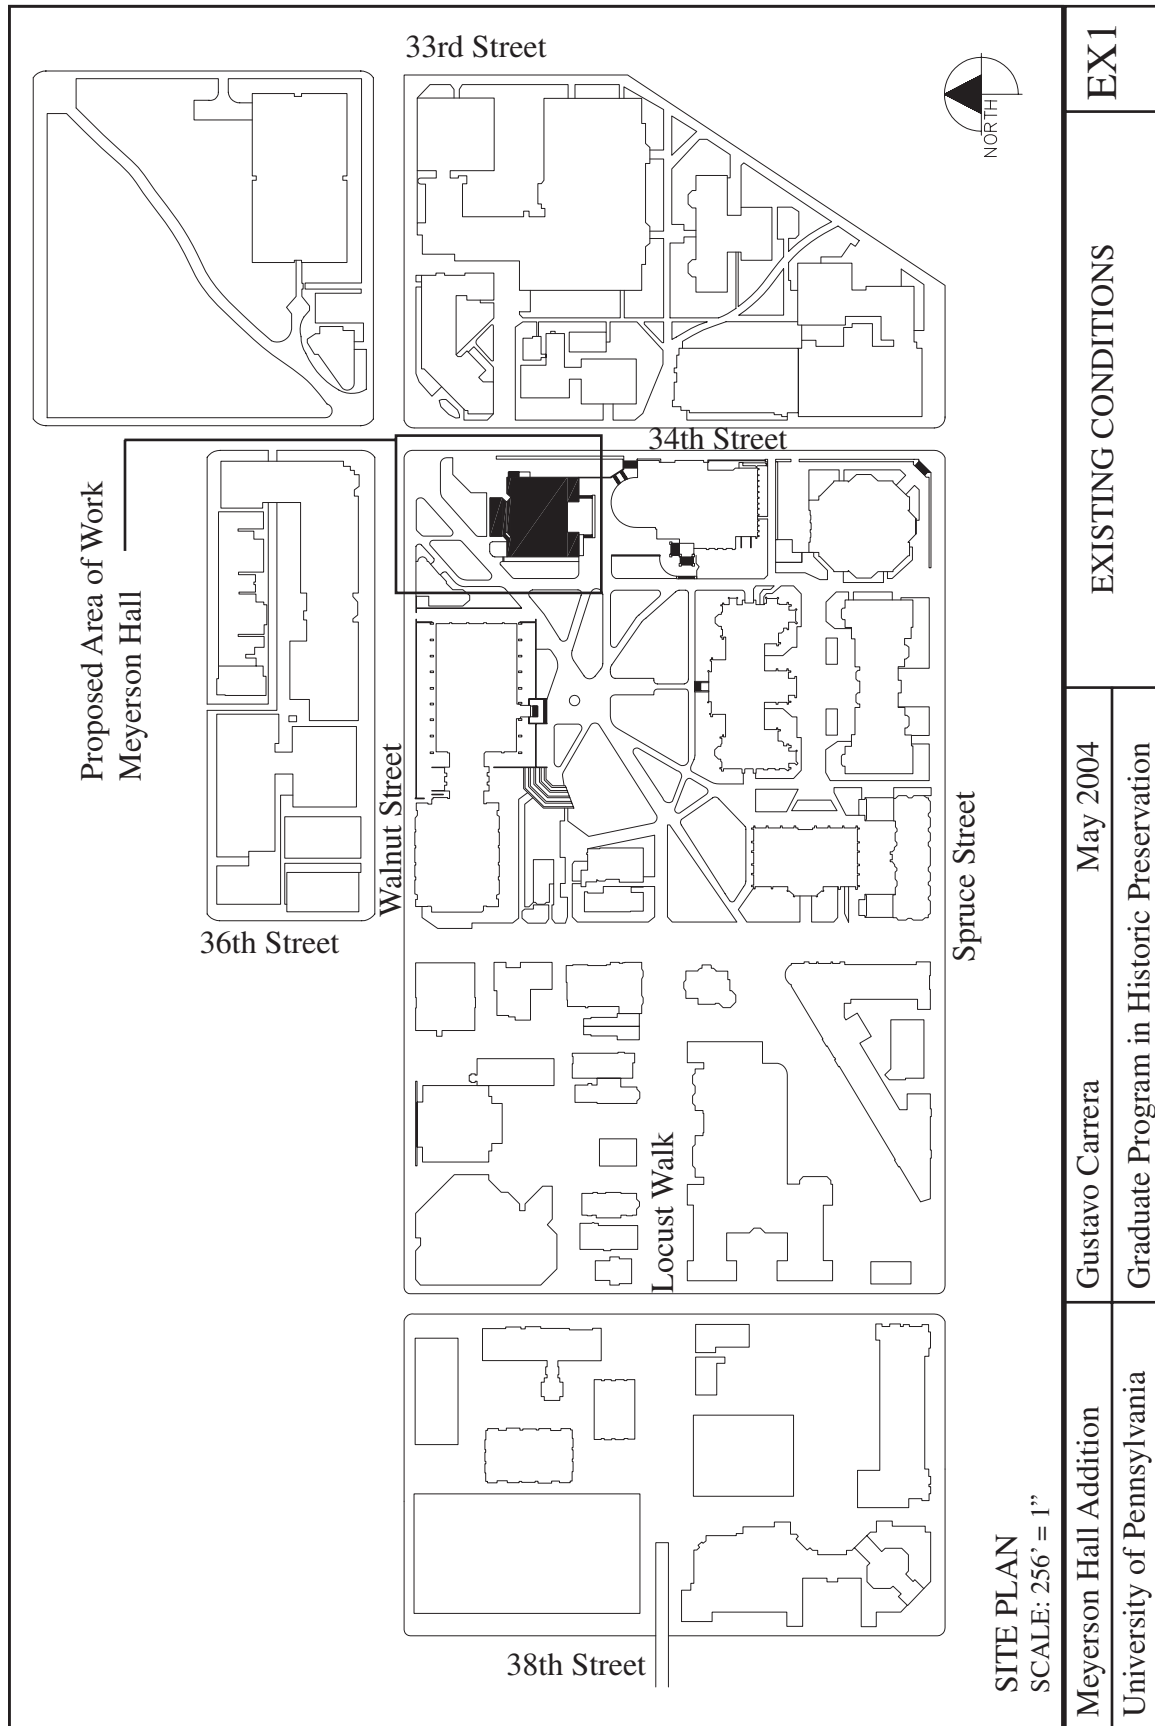 33rd Street
NORTH
34th Street
Proposed Area of Work
Meyerson Hall
Walnut Street
36th Street
Spruce Street
Locust Walk
38th Street
SITE PLAN
SCALE: 256' = 1”
Meyerson Hall Addition
University of Pennsylvania
Gustavo Carrera
May 2004
Graduate Program in Historic Preservation
EXISTING CONDITIONS
EX1